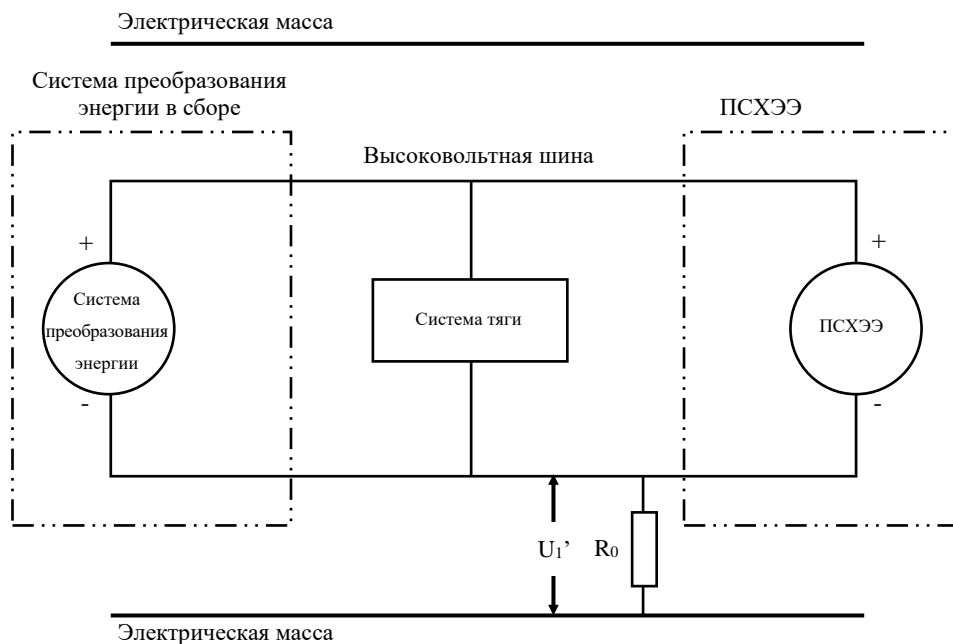 Электрическая масса
Система преобразования
энергии в сборе
ПСХЭЭ
Высоковольтная шина
+
+
Система
преобразования
энергии
Система тяги
ПСХЭЭ
-
-
U₁’
R₀
Электрическая масса